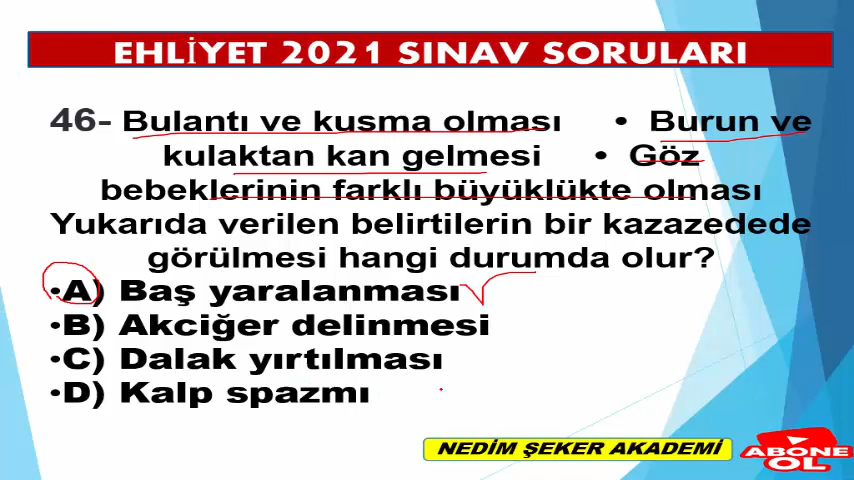 EHLİYET 2021 SINAV SORULARI
46- Bulantı ve kusma olması • Burun ve
kulaktan kan gelmesi • Göz
bebeklerinin farklı büyüklükte olması
Yukarıda verilen belirtilerin bir kazazedede
görülmesi hangi durumda olur?
•A) Baş yaralanması
•B) Akciğer delinmesi
•C) Dalak yırtılması
•D) Kalp spazmı
NEDİM ŞEKER AKADEMİ
ABONE
OL